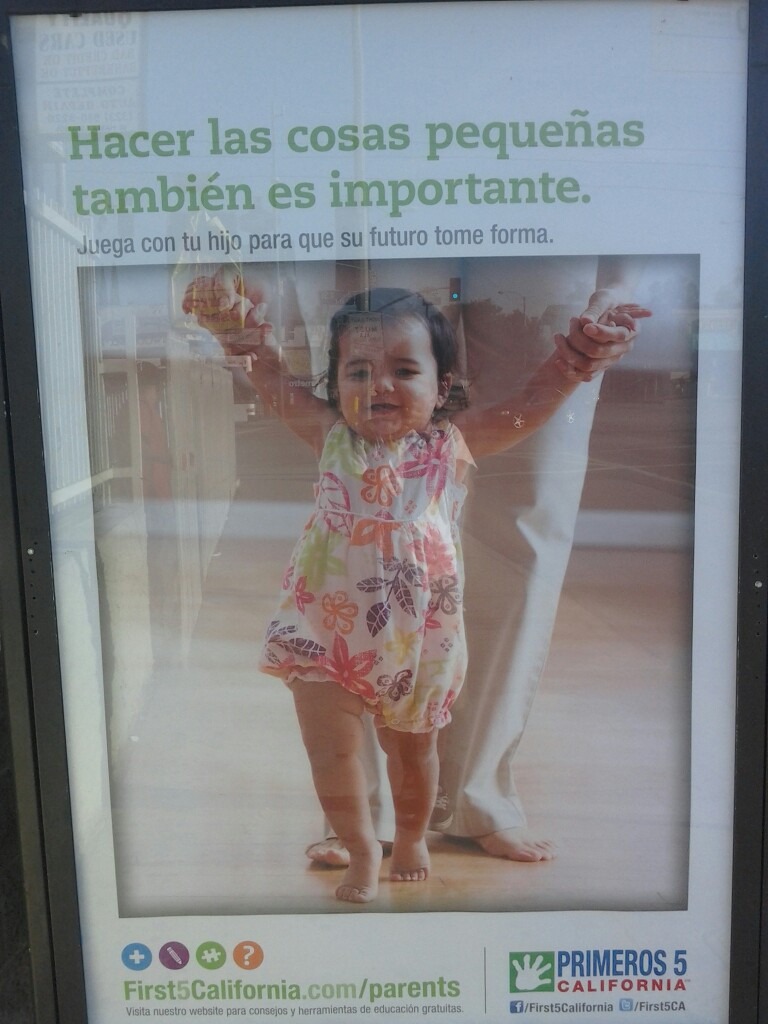 Hacer las cosas pequeñas
también es importante.
Juega con tu hijo para que su futuro tome forma.
First5California.com/parents
Visita nuestro website para consejos y herramientas de educación gratuitas.
PRIMEROS 5
CALIFORNIA™
/First5California /First5CA